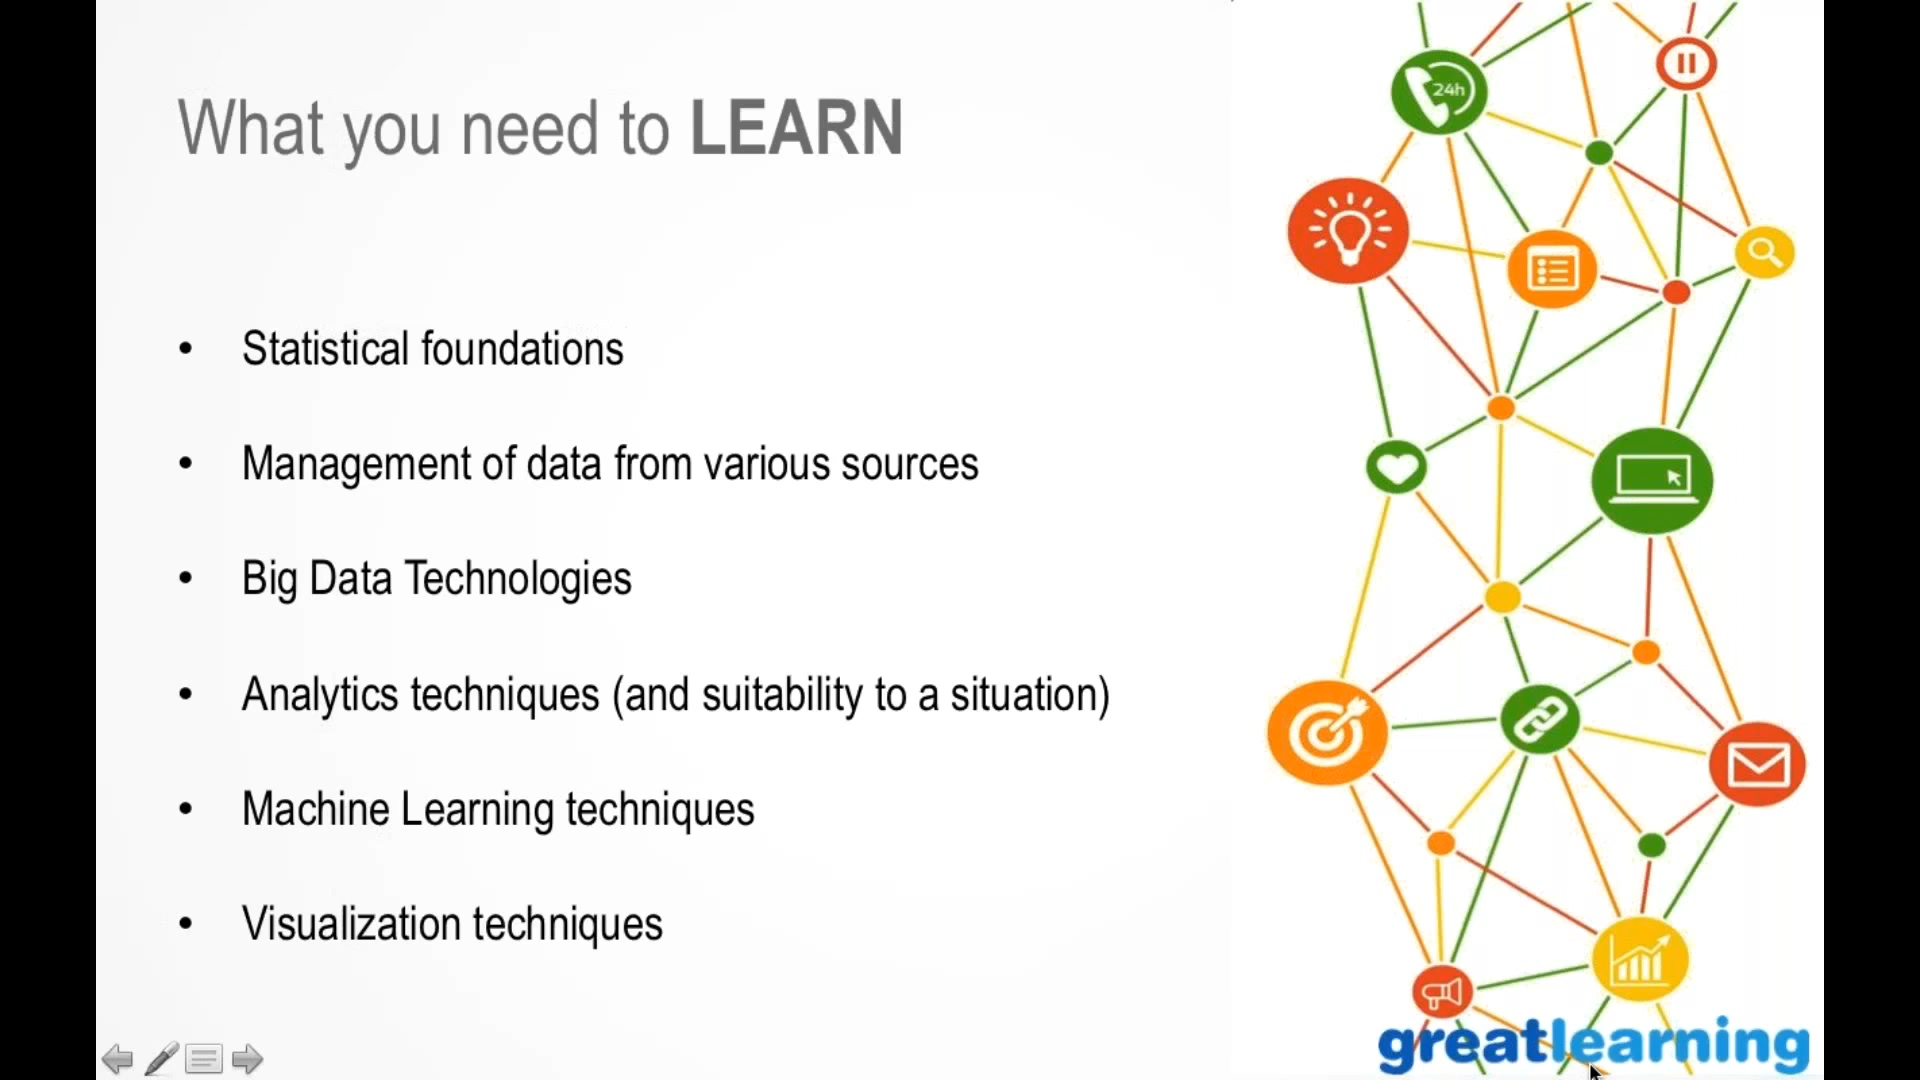 What you need to LEARN
24h
• Statistical foundations
• Management of data from various sources
• Big Data Technologies
• Analytics techniques (and suitability to a situation)
• Machine Learning techniques
• Visualization techniques
greatlearning